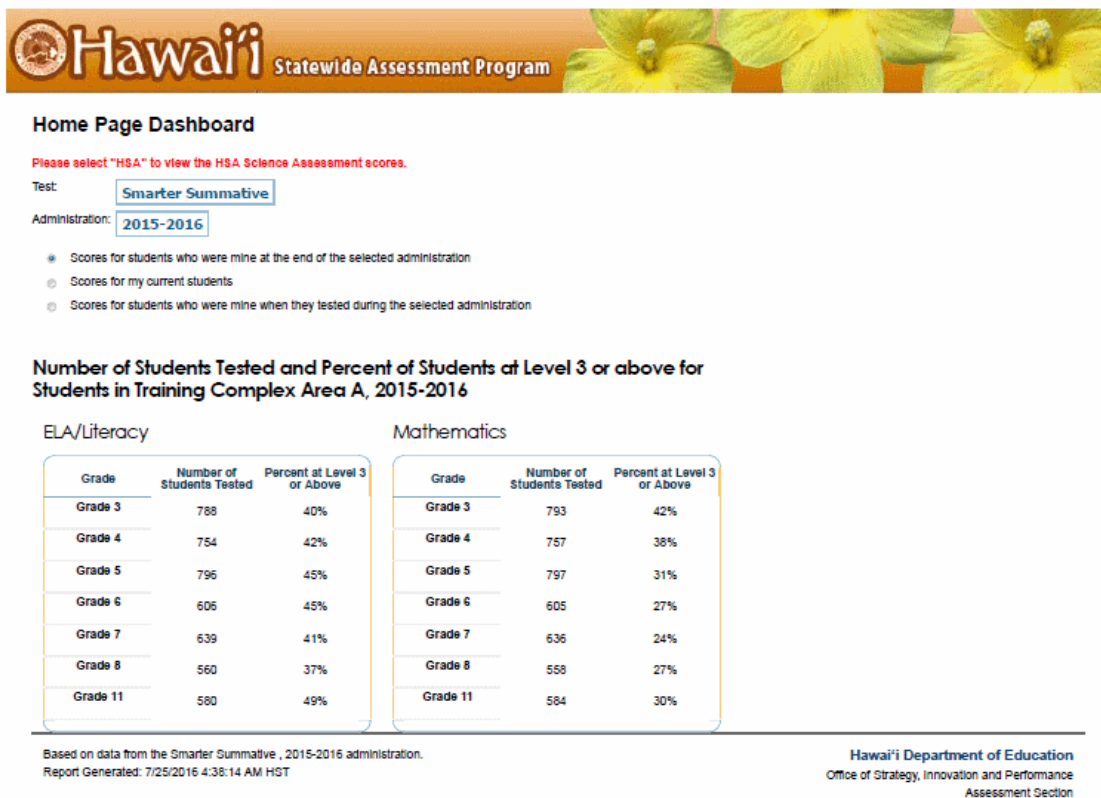 Hawaiʻi Statewide Assessment Program
Home Page Dashboard
Please select "HSA" to view the HSA Science Assessment scores.
Test: Smarter Summative
Administration: 2015-2016
Scores for students who were mine at the end of the selected administration
Scores for my current students
Scores for students who were mine when they tested during the selected administration
Number of Students Tested and Percent of Students at Level 3 or above for
Students in Training Complex Area A, 2015-2016
ELA/Literacy
Grade Number of Students Tested Percent at Level 3 or Above
Grade 3 788 40%
Grade 4 754 42%
Grade 5 796 45%
Grade 6 606 45%
Grade 7 639 41%
Grade 8 560 37%
Grade 11 580 49%
Mathematics
Grade Number of Students Tested Percent at Level 3 or Above
Grade 3 793 42%
Grade 4 757 38%
Grade 5 797 31%
Grade 6 605 27%
Grade 7 636 24%
Grade 8 558 27%
Grade 11 584 30%
Based on data from the Smarter Summative , 2015-2016 administration.
Report Generated: 7/25/2016 4:38:14 AM HST
Hawaiʻi Department of Education
Office of Strategy, Innovation and Performance
Assessment Section